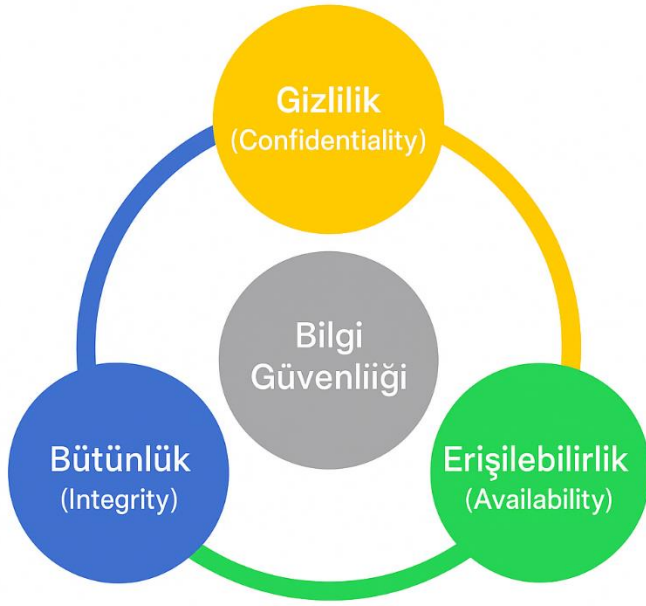 Gizlilik
(Confidentiality)
Bilgi
Güvenliiği
Bütünlük
(Integrity)
Erişilebilirlik
(Availability)